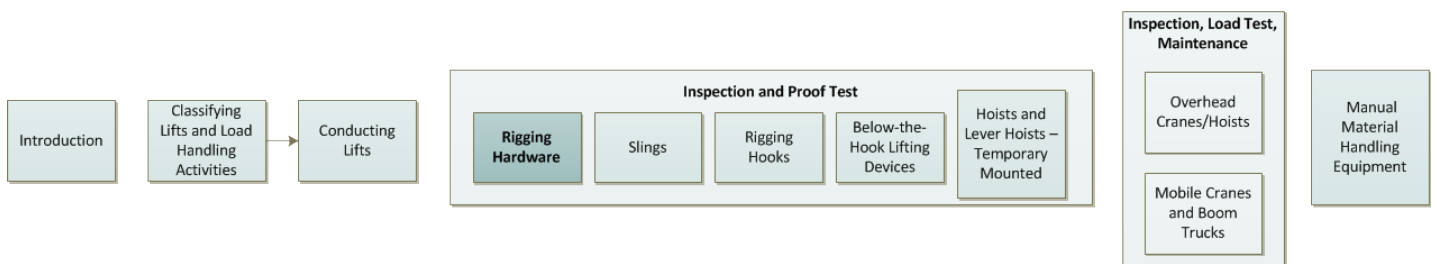 Introduction
Classifying
Lifts and Load
Handling
Activities
Conducting
Lifts
Inspection and Proof Test
Rigging
Hardware
Slings
Rigging
Hooks
Below-the-
Hook Lifting
Devices
Hoists and
Lever Hoists –
Temporary
Mounted
Inspection, Load Test,
Maintenance
Overhead
Cranes/Hoists
Mobile Cranes
and Boom
Trucks
Manual
Material
Handling
Equipment